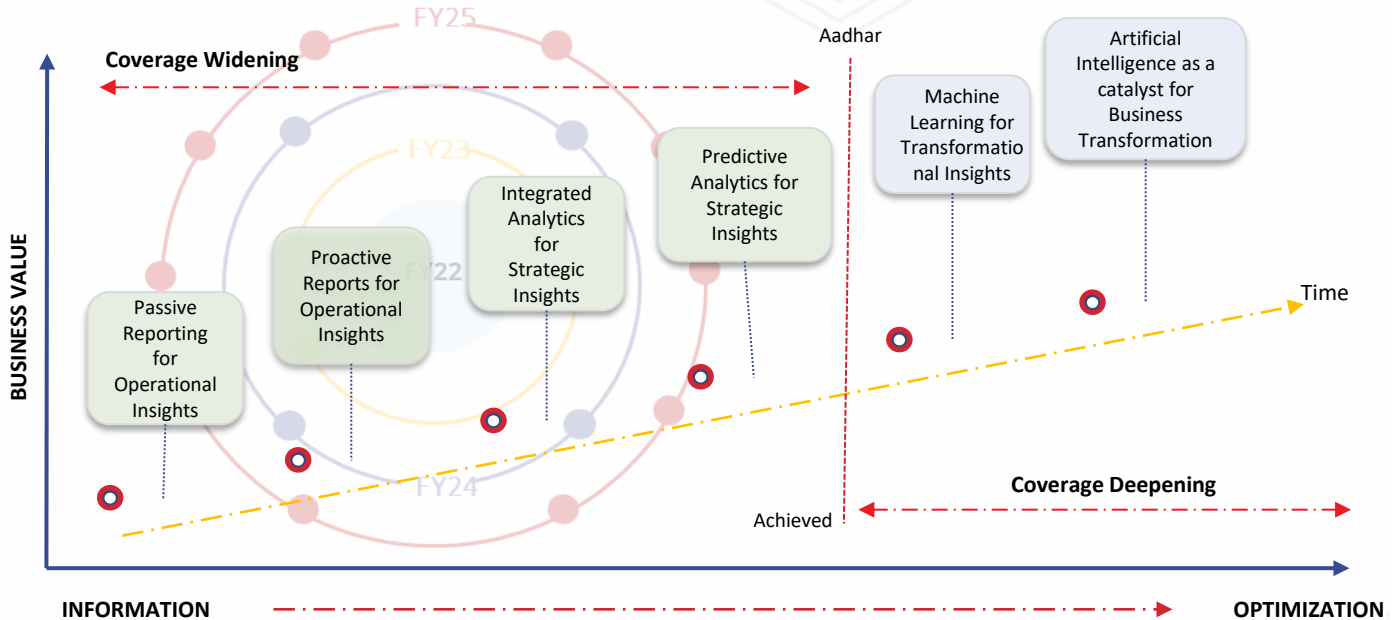 FY25
Aadhar
Coverage Widening
Artificial
Intelligence as a
catalyst for
Business
Transformation
Machine
Learning for
Transformatio
nal Insights
FY23
Predictive
Analytics for
Strategic
Insights
Integrated
Analytics
for
Strategic
Insights
Proactive
Reports for
Operational
Insights
FY22
Passive
Reporting
for
Operational
Insights
BUSINESS VALUE
Time
FY24
Coverage Deepening
Achieved
INFORMATION
OPTIMIZATION